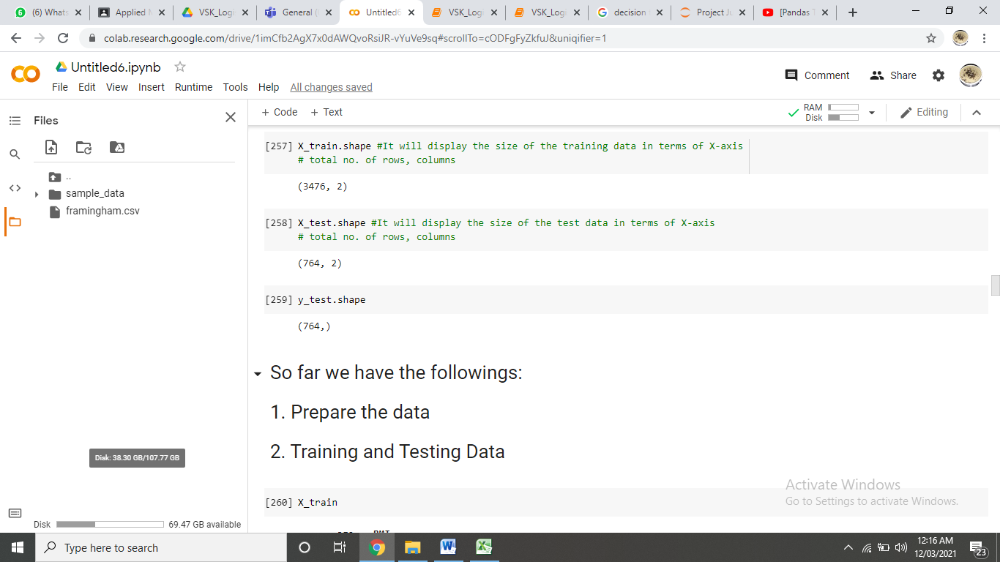 (6) Whats
Applied M
VSK_Logi
General (
Untitled6
VSK_Logi
VSK_Logi
decision
Project Ju
[Pandas T
colab.research.google.com/drive/1imCfb2AgX7x0dAWQvoRsiJR-vYuVe9sq#scrollTo=cODFgFyZkfuJ&uniqifier=1
Untitled6.ipynb
Comment
Share
File Edit View Insert Runtime Tools Help All changes saved
Files
+ Code + Text
RAM
Disk
Editing
..
sample_data
framingham.csv
[257] X_train.shape #It will display the size of the training data in terms of X-axis
# total no. of rows, columns
(3476, 2)
[258] X_test.shape #It will display the size of the test data in terms of X-axis
# total no. of rows, columns
(764, 2)
[259] y_test.shape
(764,)
So far we have the followings:
1. Prepare the data
2. Training and Testing Data
Disk: 38.30 GB/107.77 GB
[260] X_train
BMI
Activate Windows
Go to Settings to activate Windows.
Disk 69.47 GB available
Type here to search
12:16 AM
12/03/2021
23